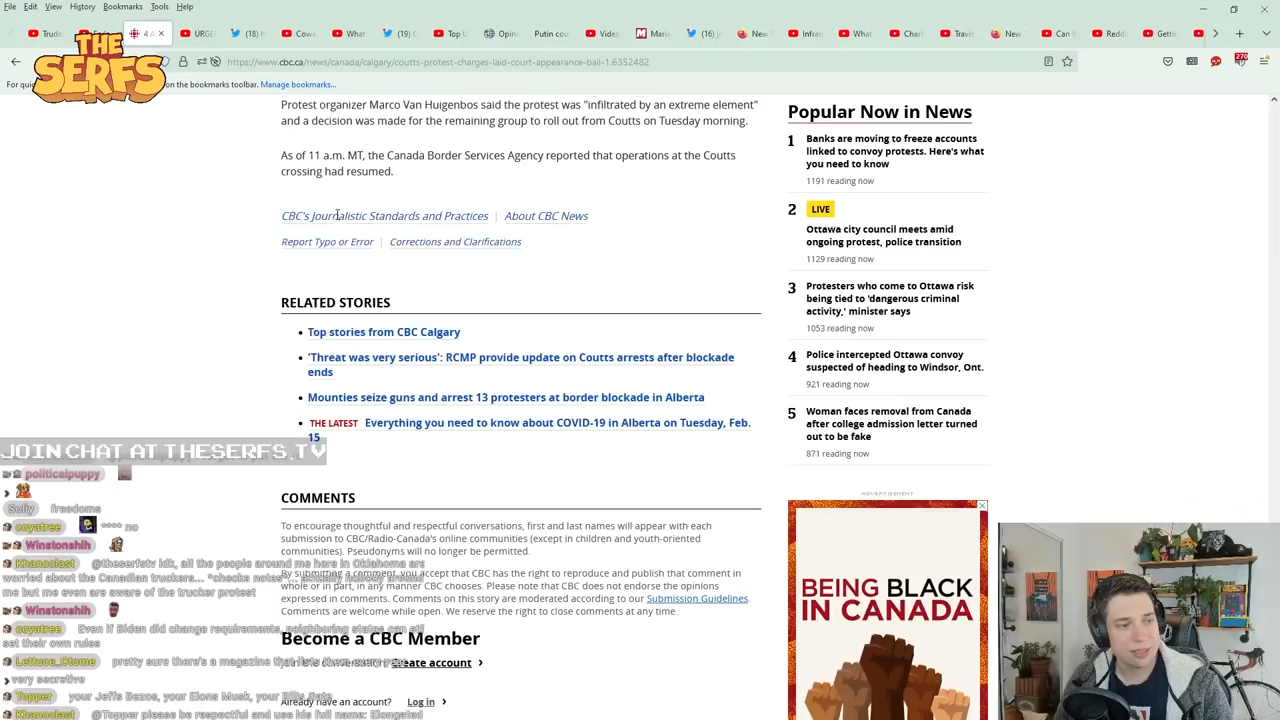 File Edit View History Bookmarks Tools Help
https://www.cbc.ca/news/canada/calgary/coutts-protest-charges-laid-court-appearance-bail-1.6352482
THE
SERFS
on the bookmarks toolbar. Manage bookmarks...
Protest organizer Marco Van Huigenbos said the protest was "infiltrated by an extreme element"
and a decision was made for the remaining group to roll out from Coutts on Tuesday morning.
As of 11 a.m. MT, the Canada Border Services Agency reported that operations at the Coutts
crossing had resumed.
CBC's Journalistic Standards and Practices | About CBC News
Report Typo or Error | Corrections and Clarifications
RELATED STORIES
Top stories from CBC Calgary
'Threat was very serious': RCMP provide update on Coutts arrests after blockade
ends
Mounties seize guns and arrest 13 protesters at border blockade in Alberta
THE LATEST Everything you need to know about COVID-19 in Alberta on Tuesday, Feb.
15
COMMENTS
To encourage thoughtful and respectful conversations, first and last names will appear with each
submission to CBC/Radio-Canada's online communities (except in children and youth-oriented
communities). Pseudonyms will no longer be permitted.
By submitting a comment, you accept that CBC has the right to reproduce and publish that comment in
whole or in part, in any manner CBC chooses. Please note that CBC does not endorse the opinions
expressed in comments. Comments on this story are moderated according to our Submission Guidelines.
Comments are welcome while open. We reserve the right to close comments at any time.
Become a CBC Member
Create account
Already have an account? Log in
Popular Now in News
1 Banks are moving to freeze accounts
linked to convoy protests. Here's what
you need to know
1191 reading now
2 LIVE
Ottawa city council meets amid
ongoing protest, police transition
1129 reading now
3 Protesters who come to Ottawa risk
being tied to 'dangerous criminal
activity,' minister says
1053 reading now
4 Police intercepted Ottawa convoy
suspected of heading to Windsor, Ont.
921 reading now
5 Woman faces removal from Canada
after college admission letter turned
out to be fake
871 reading now
ADVERTISEMENT
BEING BLACK
IN CANADA
JOIN CHAT AT THESERFS.TV
politicalpuppy
Soliy freedoms
coyatree **** no
Winstonshih
Khanoclast @theserfstv idk, all the people around me here in Oklahoma are
worried about the Canadian truckers... *checks notes*... actually nobody around
me but me even are aware of the trucker protest
Winstonshih
coyatree Even if Biden did change requirements, neighboring states can still
set their own rules
Lettuce_Otome pretty sure there's a magazine that lists them every year
very secretive
Topper your Jeffs Bezos, your Elons Musk, your Bills Gate
Khanoclast @Topper please be respectful and use his full name: Elongated